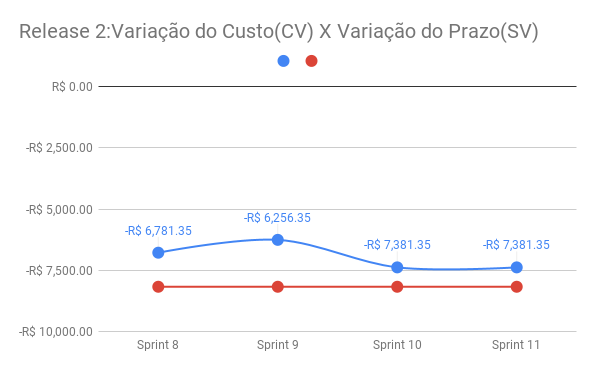 Release 2:Variação do Custo(CV) X Variação do Prazo(SV)
R$ 0.00
-R$ 2,500.00
-R$ 5,000.00
-R$ 7,500.00
-R$ 10,000.00
-R$ 6,781.35
-R$ 6,256.35
-R$ 7,381.35
-R$ 7,381.35
Sprint 8
Sprint 9
Sprint 10
Sprint 11